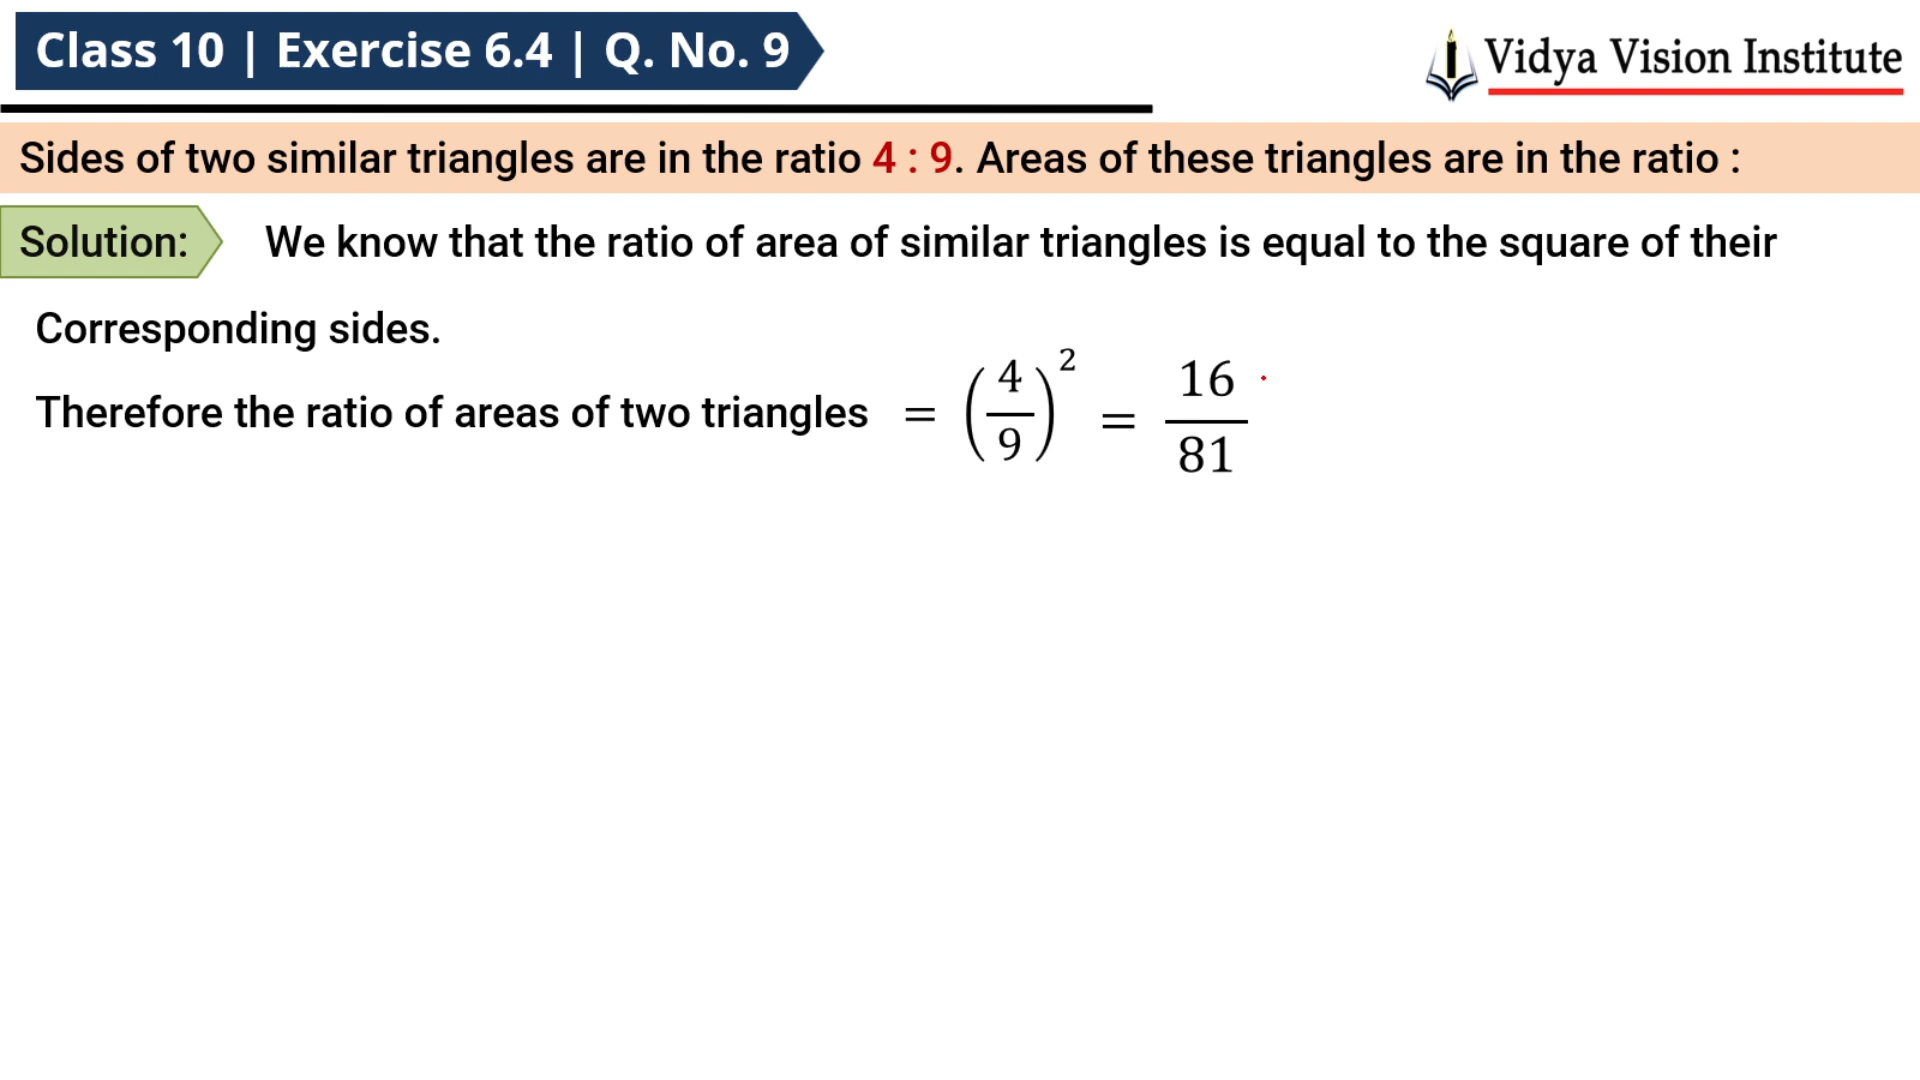 Class 10 | Exercise 6.4 | Q. No. 9
Vidya Vision Institute
Sides of two similar triangles are in the ratio 4 : 9. Areas of these triangles are in the ratio :
Solution: We know that the ratio of area of similar triangles is equal to the square of their
Corresponding sides.
Therefore the ratio of areas of two triangles = (4/9)² = 16/81